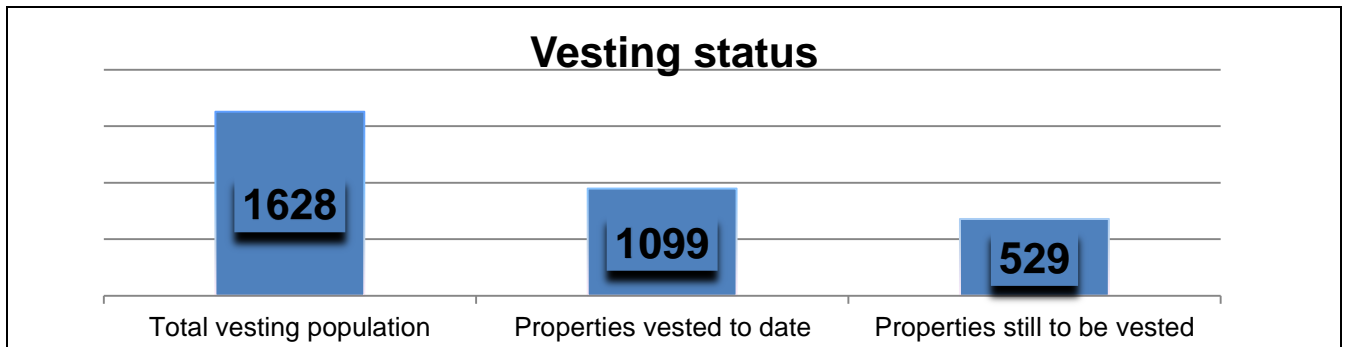 Vesting status
1628
1099
529
Total vesting population
Properties vested to date
Properties still to be vested